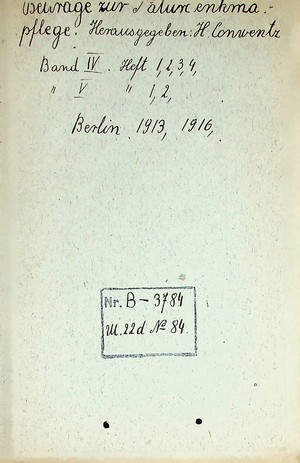 Beiträge zur Naturdenkmal-
pflege. Herausgegeben: H. Conwentz
Band IV. Heft 1, 2, 3, 4,
" V " 1, 2,
Berlin 1913, 1916,
Nr. B-3784
Ш.22d № 84.